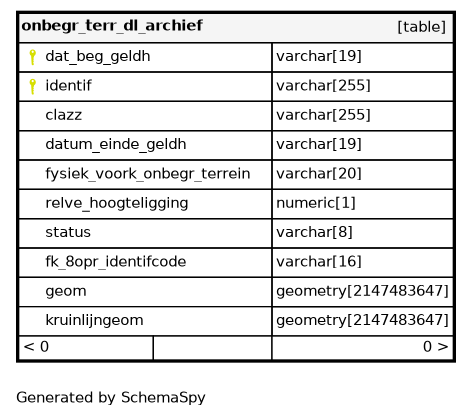 onbegr_terr_dl_archief [table]
dat_beg_geldh varchar[19]
identif varchar[255]
clazz varchar[255]
datum_einde_geldh varchar[19]
fysiek_voork_onbegr_terrein varchar[20]
relve_hoogteligging numeric[1]
status varchar[8]
fk_8opr_identifcode varchar[16]
geom geometry[2147483647]
kruinlijngeom geometry[2147483647]
< 0 0 >
Generated by SchemaSpy